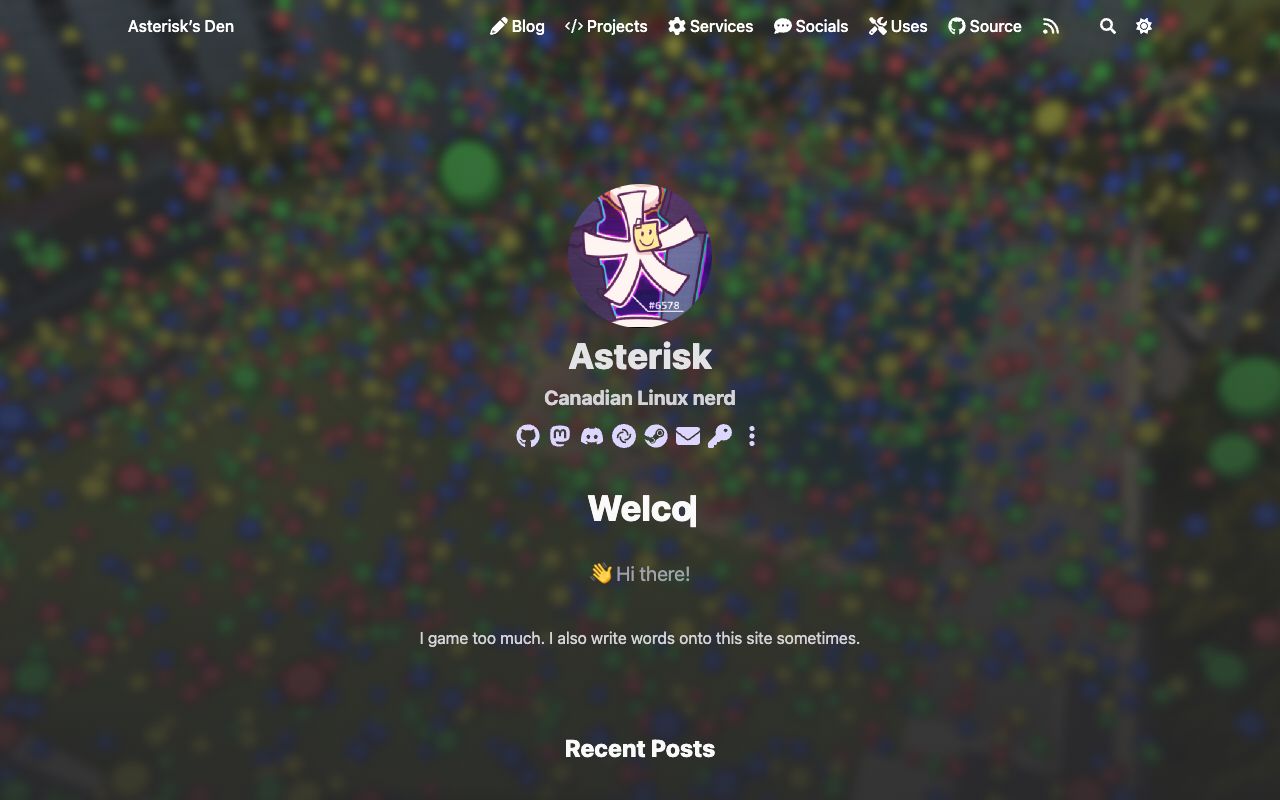 Asterisk's Den
Blog Projects Services Socials Uses Source
#6578
Asterisk
Canadian Linux nerd
Welco
👋 Hi there!
I game too much. I also write words onto this site sometimes.
Recent Posts